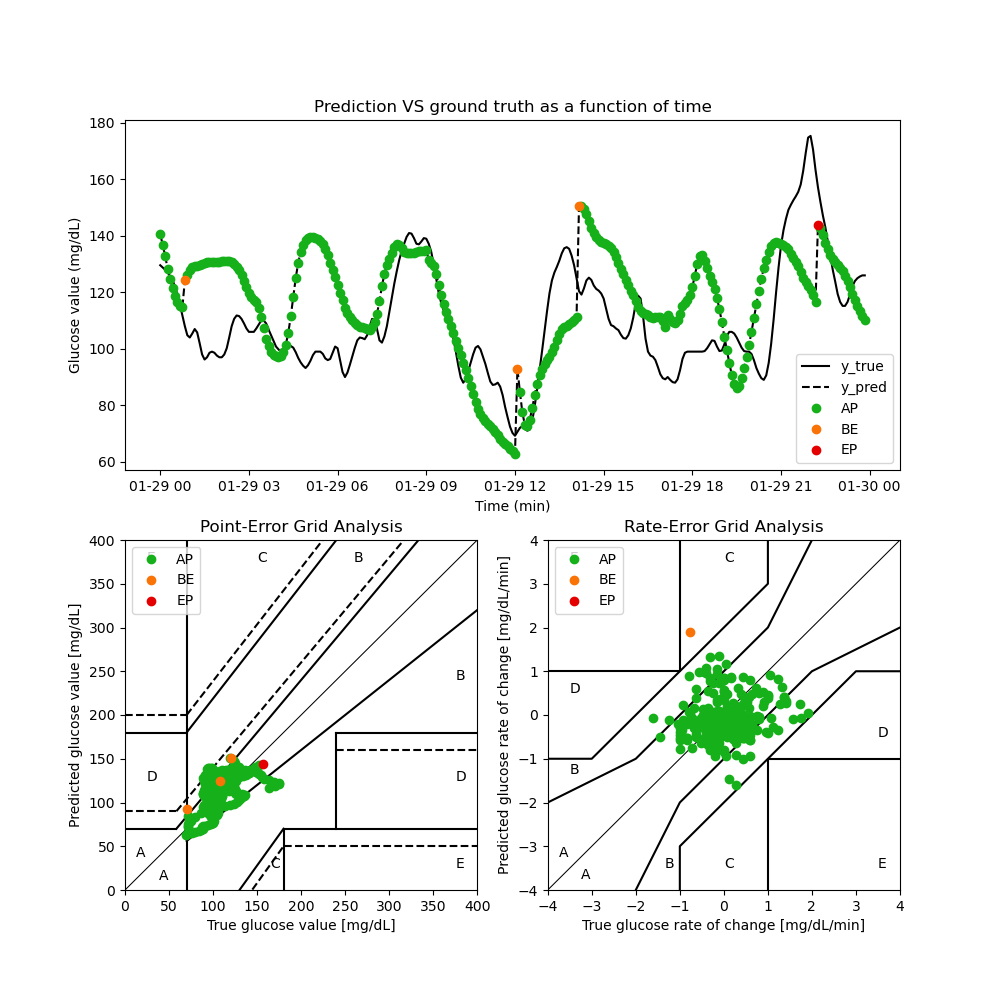 Prediction VS ground truth as a function of time
Glucose value (mg/dL)
180
160
140
120
100
80
60
01-29 00 01-29 03 01-29 06 01-29 09 01-29 12 01-29 15 01-29 18 01-29 21 01-30 00
Time (min)
y_true
y_pred
AP
BE
EP
Point-Error Grid Analysis
Predicted glucose value [mg/dL]
400
350
300
250
200
150
100
50
0
0 50 100 150 200 250 300 350 400
True glucose value [mg/dL]
AP
BE
EP
C
B
B
D
D
A
A
C
E
Rate-Error Grid Analysis
Predicted glucose rate of change [mg/dL/min]
4
3
2
1
0
−1
−2
−3
−4
−4 −3 −2 −1 0 1 2 3 4
True glucose rate of change [mg/dL/min]
AP
BE
EP
C
D
D
B
A
A
B
C
E